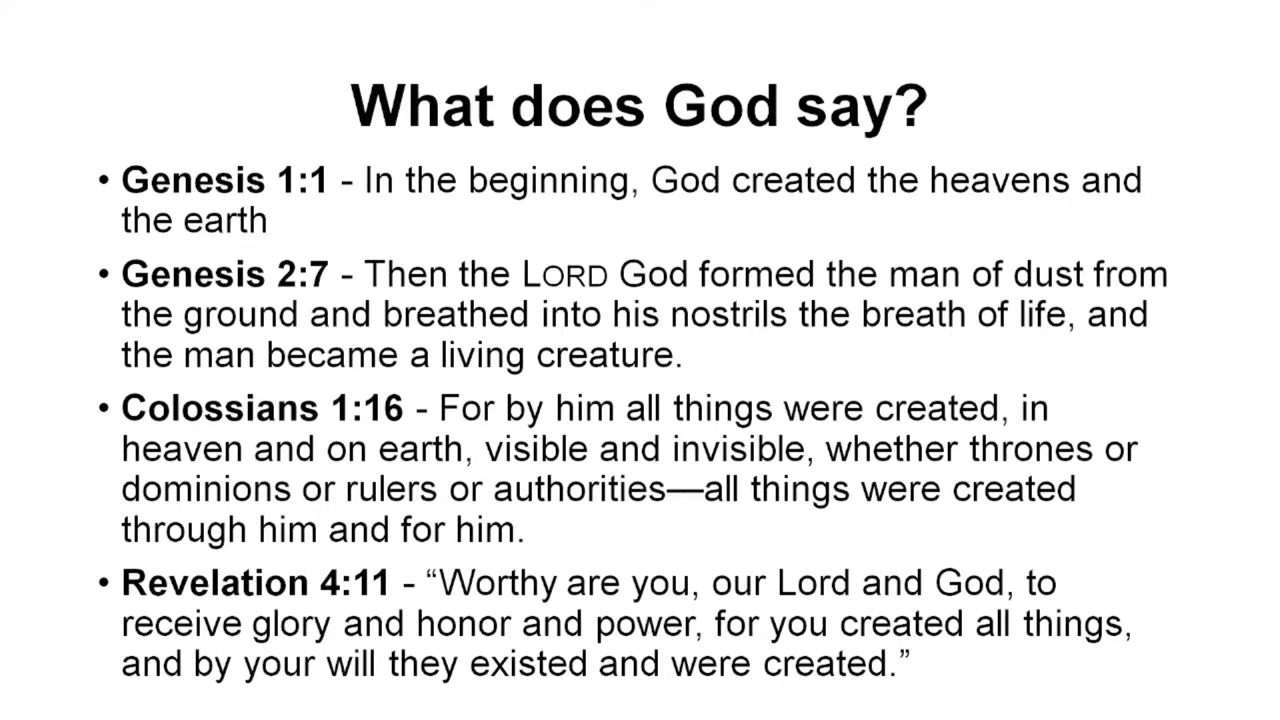 What does God say?
• Genesis 1:1 - In the beginning, God created the heavens and
the earth
• Genesis 2:7 - Then the LORD God formed the man of dust from
the ground and breathed into his nostrils the breath of life, and
the man became a living creature.
• Colossians 1:16 - For by him all things were created, in
heaven and on earth, visible and invisible, whether thrones or
dominions or rulers or authorities—all things were created
through him and for him.
• Revelation 4:11 - “Worthy are you, our Lord and God, to
receive glory and honor and power, for you created all things,
and by your will they existed and were created.”